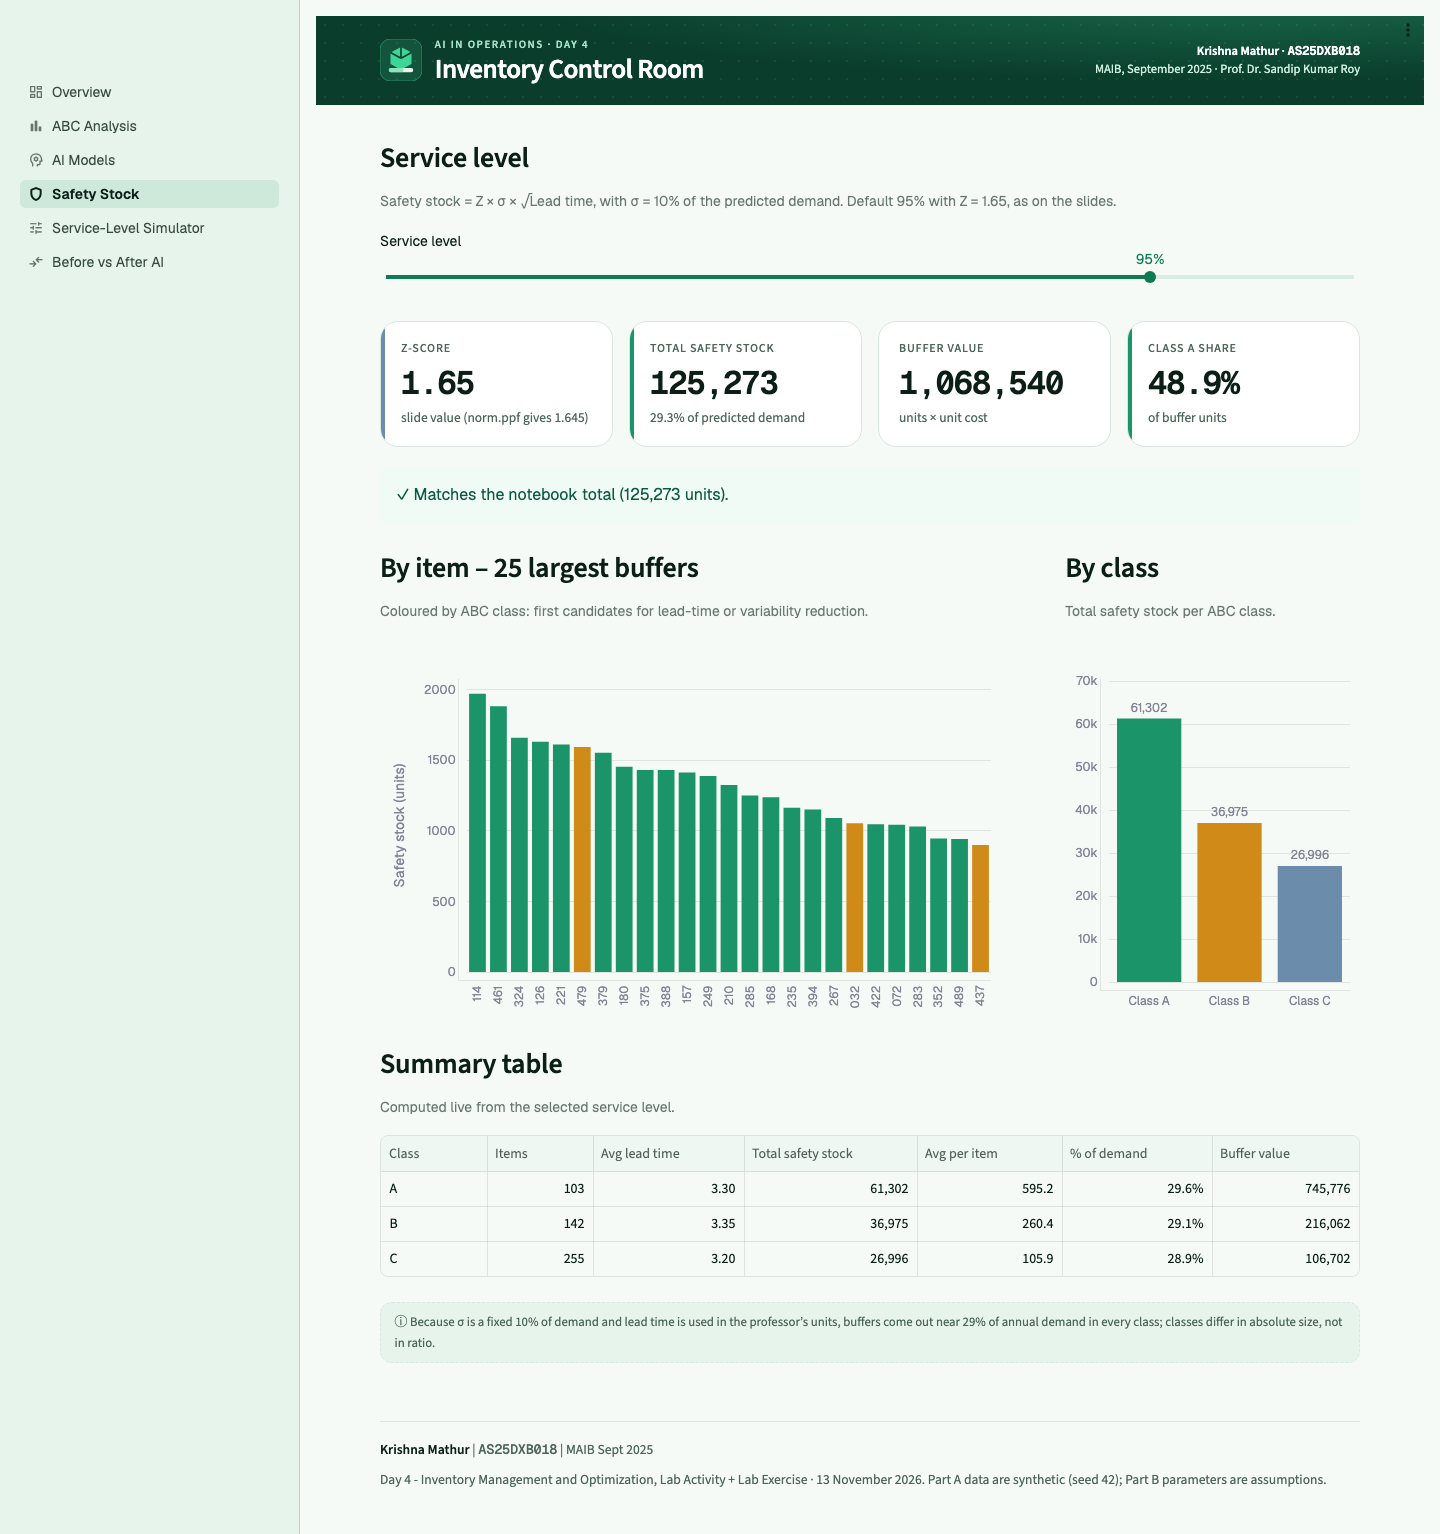 Overview
ABC Analysis
AI Models
Safety Stock
Service-Level Simulator
Before vs After AI
AI IN OPERATIONS · DAY 4
Inventory Control Room
Krishna Mathur · AS25DXB018
MAIB, September 2025 · Prof. Dr. Sandip Kumar Roy
Service level
Safety stock = Z × σ × √Lead time, with σ = 10% of the predicted demand. Default 95% with Z = 1.65, as on the slides.
Service level
95%
Z-SCORE
1.65
slide value (norm.ppf gives 1.645)
TOTAL SAFETY STOCK
125,273
29.3% of predicted demand
BUFFER VALUE
1,068,540
units × unit cost
CLASS A SHARE
48.9%
of buffer units
✓ Matches the notebook total (125,273 units).
By item – 25 largest buffers
Coloured by ABC class: first candidates for lead-time or variability reduction.
Safety stock (units)
2000
1500
1000
500
0
114 461 324 126 221 479 379 180 375 388 157 249 210 285 168 235 394 267 032 422 072 283 352 489 437
By class
Total safety stock per ABC class.
70k
60k
50k
40k
30k
20k
10k
0
61,302
36,975
26,996
Class A Class B Class C
Summary table
Computed live from the selected service level.
Class Items Avg lead time Total safety stock Avg per item % of demand Buffer value
A 103 3.30 61,302 595.2 29.6% 745,776
B 142 3.35 36,975 260.4 29.1% 216,062
C 255 3.20 26,996 105.9 28.9% 106,702
ⓘ Because σ is a fixed 10% of demand and lead time is used in the professor's units, buffers come out near 29% of annual demand in every class; classes differ in absolute size, not
in ratio.
Krishna Mathur | AS25DXB018 | MAIB Sept 2025
Day 4 - Inventory Management and Optimization, Lab Activity + Lab Exercise · 13 November 2026. Part A data are synthetic (seed 42); Part B parameters are assumptions.